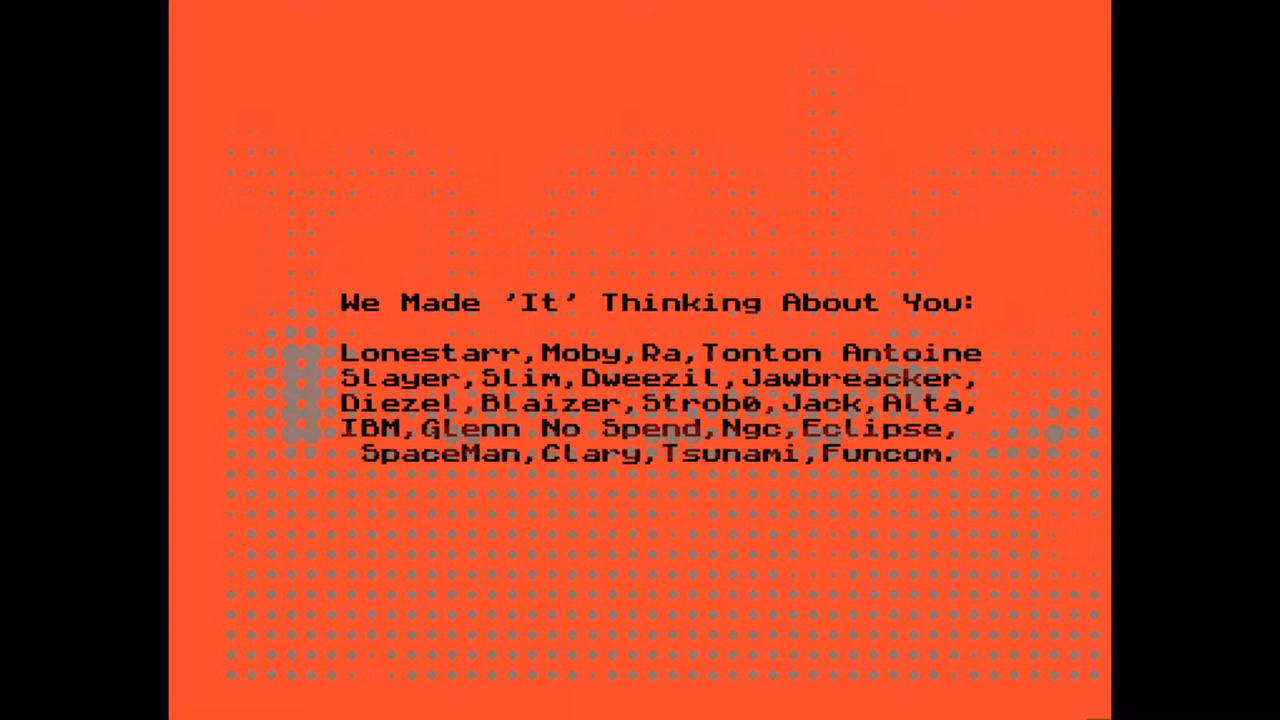 We Made 'It' Thinking About You:
Lonestarr,Moby,Ra,Tonton Antoine
Slayer,Slim,Dweezil,Jawbreacker,
Diezel,Blaizer,Strob0,Jack,Alta,
IBM,Glenn No Spend,Ngc,Eclipse,
SpaceMan,Clary,Tsunami,Funcom.